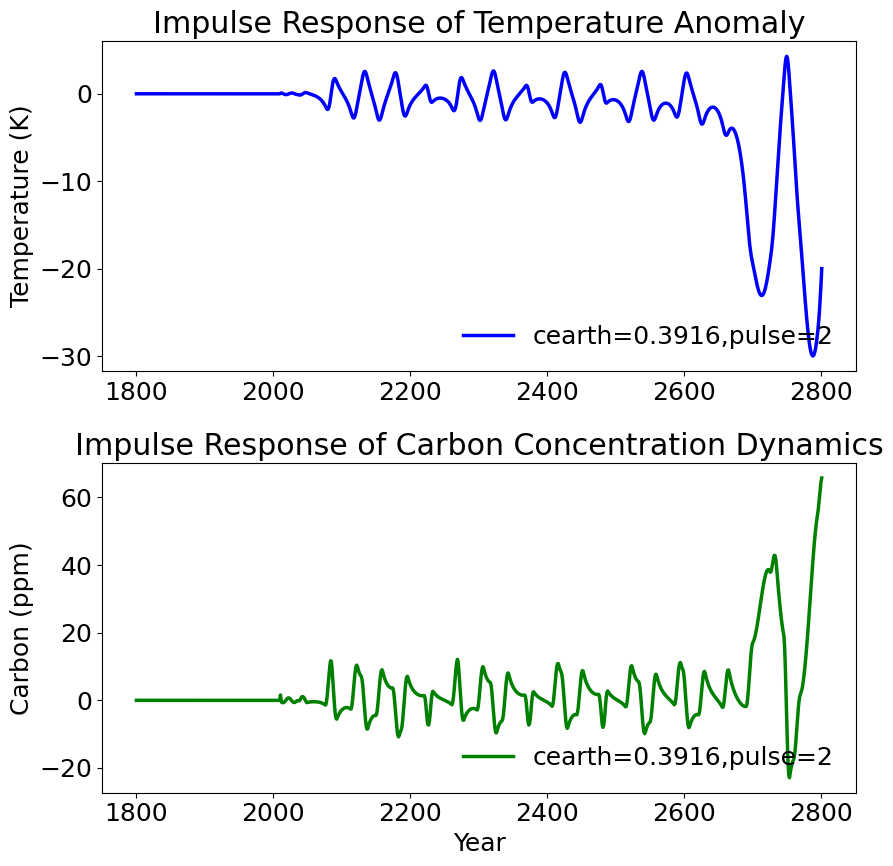 Impulse Response of Temperature Anomaly
Temperature (K)
0
−10
−20
−30
cearth=0.3916,pulse=2
1800 2000 2200 2400 2600 2800
Impulse Response of Carbon Concentration Dynamics
Carbon (ppm)
60
40
20
0
−20
cearth=0.3916,pulse=2
1800 2000 2200 2400 2600 2800
Year